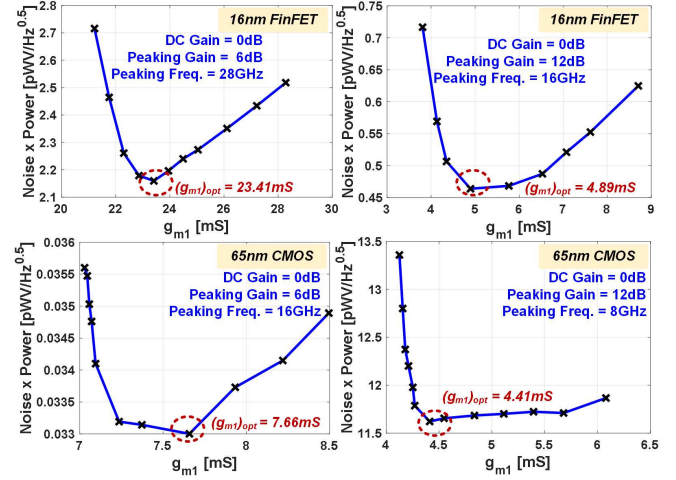 16nm FinFET
DC Gain = 0dB
Peaking Gain = 6dB
Peaking Freq. = 28GHz
(gm1)opt = 23.41mS
Noise x Power [pWV/Hz^0.5]
2.8
2.7
2.6
2.5
2.4
2.3
2.2
2.1
20 22 24 26 28 30
gm1 [mS]
16nm FinFET
DC Gain = 0dB
Peaking Gain = 12dB
Peaking Freq. = 16GHz
(gm1)opt = 4.89mS
Noise x Power [pWV/Hz^0.5]
0.75
0.7
0.65
0.6
0.55
0.5
0.45
3 4 5 6 7 8 9
gm1 [mS]
65nm CMOS
DC Gain = 0dB
Peaking Gain = 6dB
Peaking Freq. = 16GHz
(gm1)opt = 7.66mS
Noise x Power [pWV/Hz^0.5]
0.036
0.0355
0.035
0.0345
0.034
0.0335
0.033
7 7.5 8 8.5
gm1 [mS]
65nm CMOS
DC Gain = 0dB
Peaking Gain = 12dB
Peaking Freq. = 8GHz
(gm1)opt = 4.41mS
Noise x Power [pWV/Hz^0.5]
13.5
13
12.5
12
11.5
4 4.5 5 5.5 6 6.5
gm1 [mS]